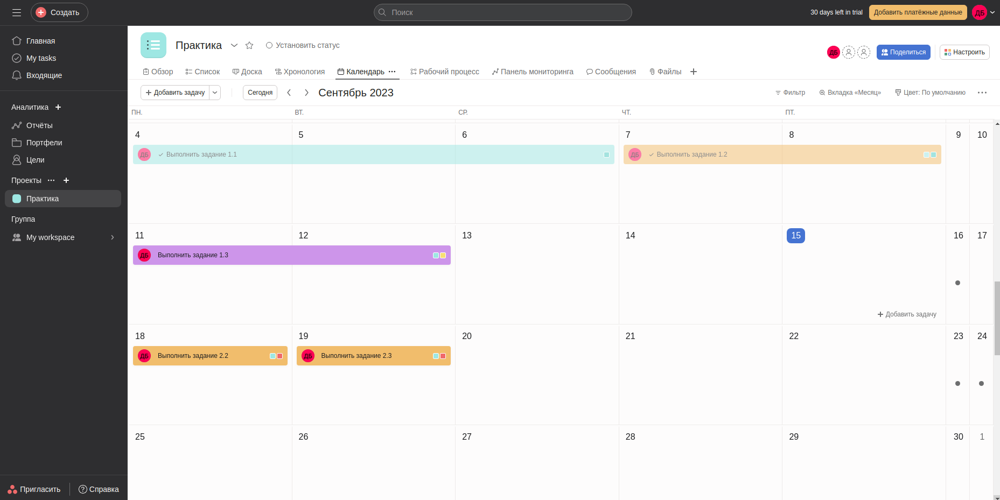 Создать
Поиск
30 days left in trial
Добавить платёжные данные
ДБ
Главная
My tasks
Входящие
Аналитика
Отчёты
Портфели
Цели
Проекты
Практика
Группа
My workspace
Пригласить
Справка
Практика
Установить статус
ДБ
Поделиться
Настроить
Обзор
Список
Доска
Хронология
Календарь
Рабочий процесс
Панель мониторинга
Сообщения
Файлы
Добавить задачу
Сегодня
Сентябрь 2023
Фильтр
Вкладка «Месяц»
Цвет: По умолчанию
ПН. ВТ. СР. ЧТ. ПТ.
4 5 6 7 8 9 10
ДБ Выполнить задание 1.1
ДБ Выполнить задание 1.2
11 12 13 14 15 16 17
ДБ Выполнить задание 1.3
Добавить задачу
18 19 20 21 22 23 24
ДБ Выполнить задание 2.2
ДБ Выполнить задание 2.3
25 26 27 28 29 30 1